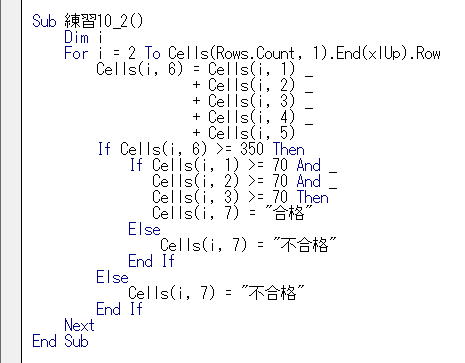 Sub 練習10_2()
    Dim i
    For i = 2 To Cells(Rows.Count, 1).End(xlUp).Row
        Cells(i, 6) = Cells(i, 1) _
                    + Cells(i, 2) _
                    + Cells(i, 3) _
                    + Cells(i, 4) _
                    + Cells(i, 5)
        If Cells(i, 6) >= 350 Then
            If Cells(i, 1) >= 70 And _
               Cells(i, 2) >= 70 And _
               Cells(i, 3) >= 70 Then
               Cells(i, 7) = "合格"
            Else
                Cells(i, 7) = "不合格"
            End If
        Else
            Cells(i, 7) = "不合格"
        End If
    Next
End Sub